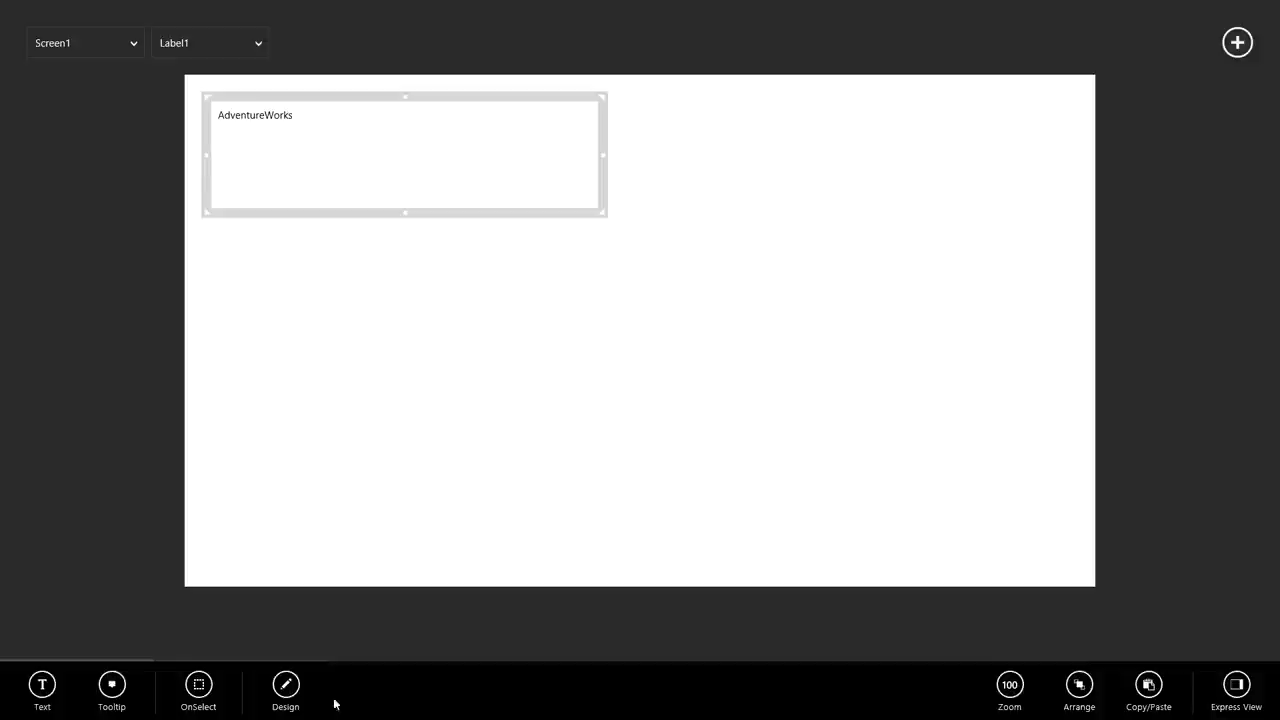 Screen1
Label1
AdventureWorks
T
Text
Tooltip
OnSelect
Design
100
Zoom
Arrange
Copy/Paste
Express View